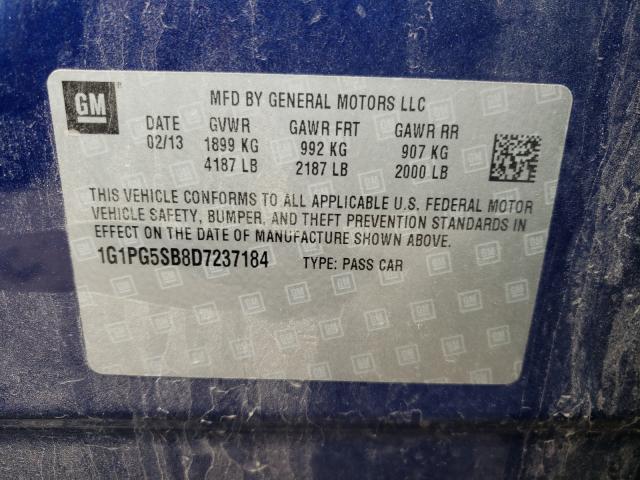 GM
MFD BY GENERAL MOTORS LLC
DATE GVWR GAWR FRT GAWR RR
02/13 1899 KG 992 KG 907 KG
4187 LB 2187 LB 2000 LB
THIS VEHICLE CONFORMS TO ALL APPLICABLE U.S. FEDERAL MOTOR
VEHICLE SAFETY, BUMPER, AND THEFT PREVENTION STANDARDS IN
EFFECT ON THE DATE OF MANUFACTURE SHOWN ABOVE.
1G1PG5SB8D7237184 TYPE: PASS CAR